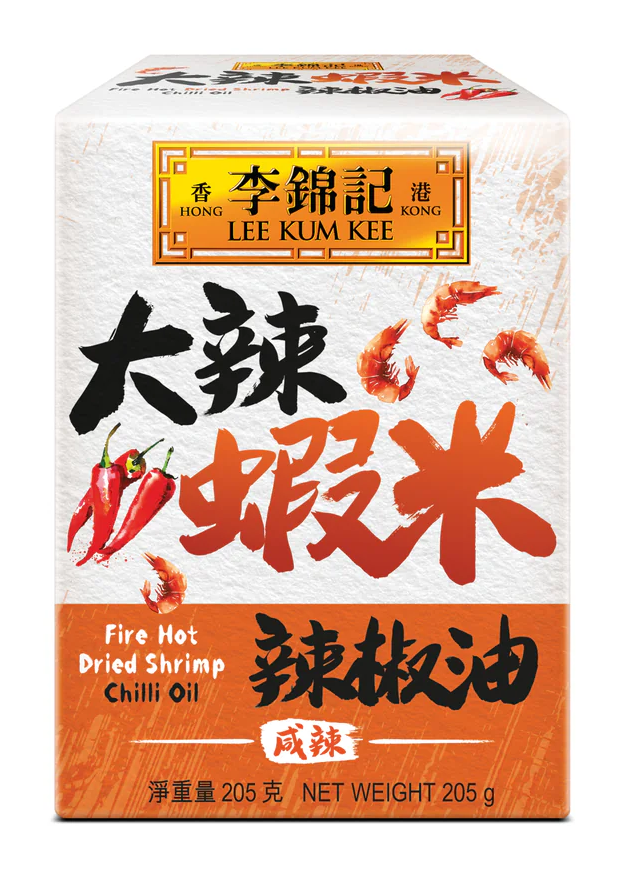 大辣蝦米
Fire Hot Dried Shrimp
Chilli Oil
辣椒油
香 李錦記 港
HONG KONG
LEE KUM KEE
大辣
蝦米
Fire Hot
Dried Shrimp
Chilli Oil
辣椒油
咸辣
淨重量 205 克 NET WEIGHT 205 g